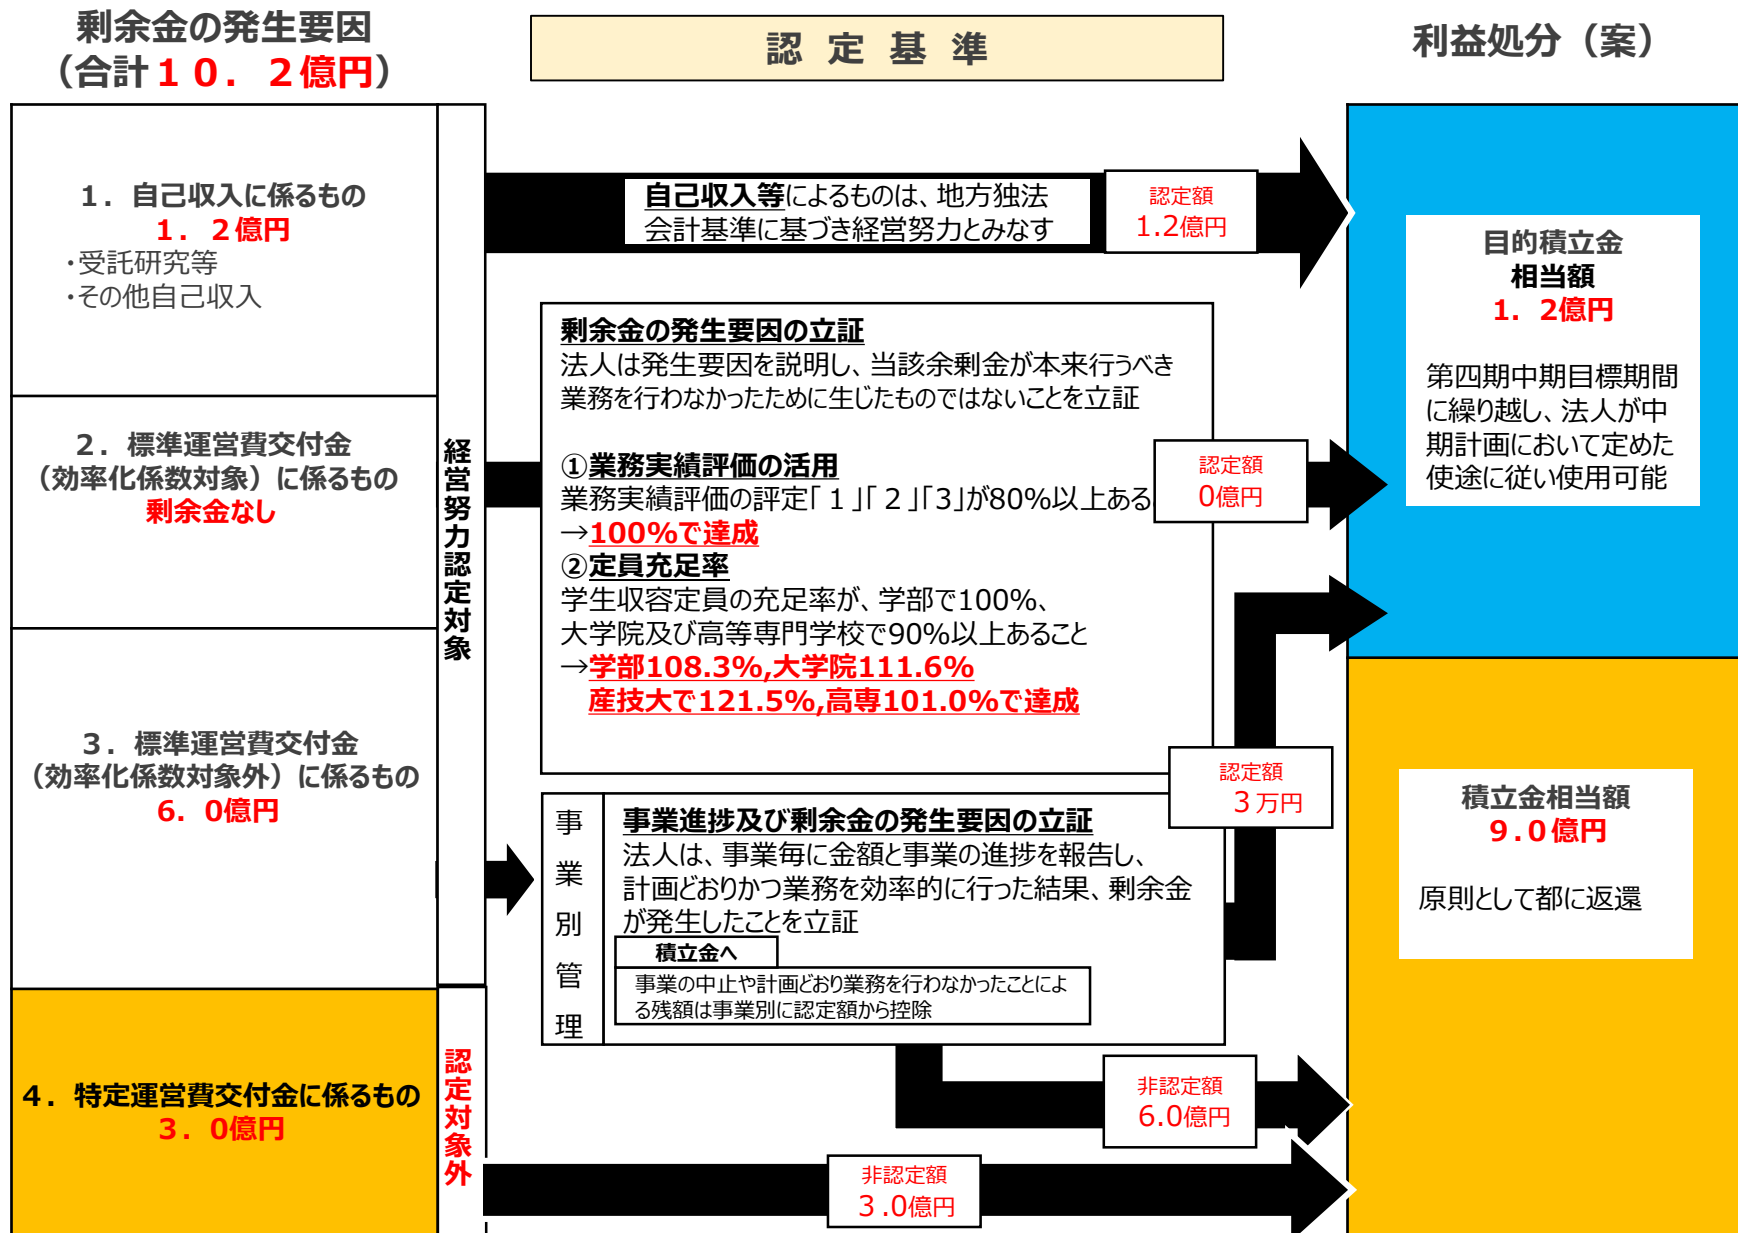 剰余金の発生要因
（合計１０．２億円）
認 定 基 準
利益処分（案）
１．自己収入に係るもの
１．２億円
・受託研究等
・その他自己収入
２．標準運営費交付金
（効率化係数対象）に係るもの
剰余金なし
３．標準運営費交付金
（効率化係数対象外）に係るもの
６．０億円
４．特定運営費交付金に係るもの
３．０億円
経営努力認定対象
認定対象外
自己収入等によるものは、地方独法
会計基準に基づき経営努力とみなす
認定額
1.2億円
剰余金の発生要因の立証
法人は発生要因を説明し、当該余剰金が本来行うべき
業務を行わなかったために生じたものではないことを立証
①業務実績評価の活用
業務実績評価の評定「１」「２」「３」が80％以上ある
→100％で達成
②定員充足率
学生収容定員の充足率が、学部で100％、
大学院及び高等専門学校で90％以上あること
→学部108.3％,大学院111.6％
産技大で121.5％,高専101.0％で達成
認定額
0億円
認定額
３万円
事業別管理
事業進捗及び剰余金の発生要因の立証
法人は、事業毎に金額と事業の進捗を報告し、
計画どおりかつ業務を効率的に行った結果、剰余金
が発生したことを立証
積立金へ
事業の中止や計画どおり業務を行わなかったことによ
る残額は事業別に認定額から控除
非認定額
6.0億円
非認定額
３.0億円
目的積立金
相当額
１．２億円
第四期中期目標期間
に繰り越し、法人が中
期計画において定めた
使途に従い使用可能
積立金相当額
９.０億円
原則として都に返還